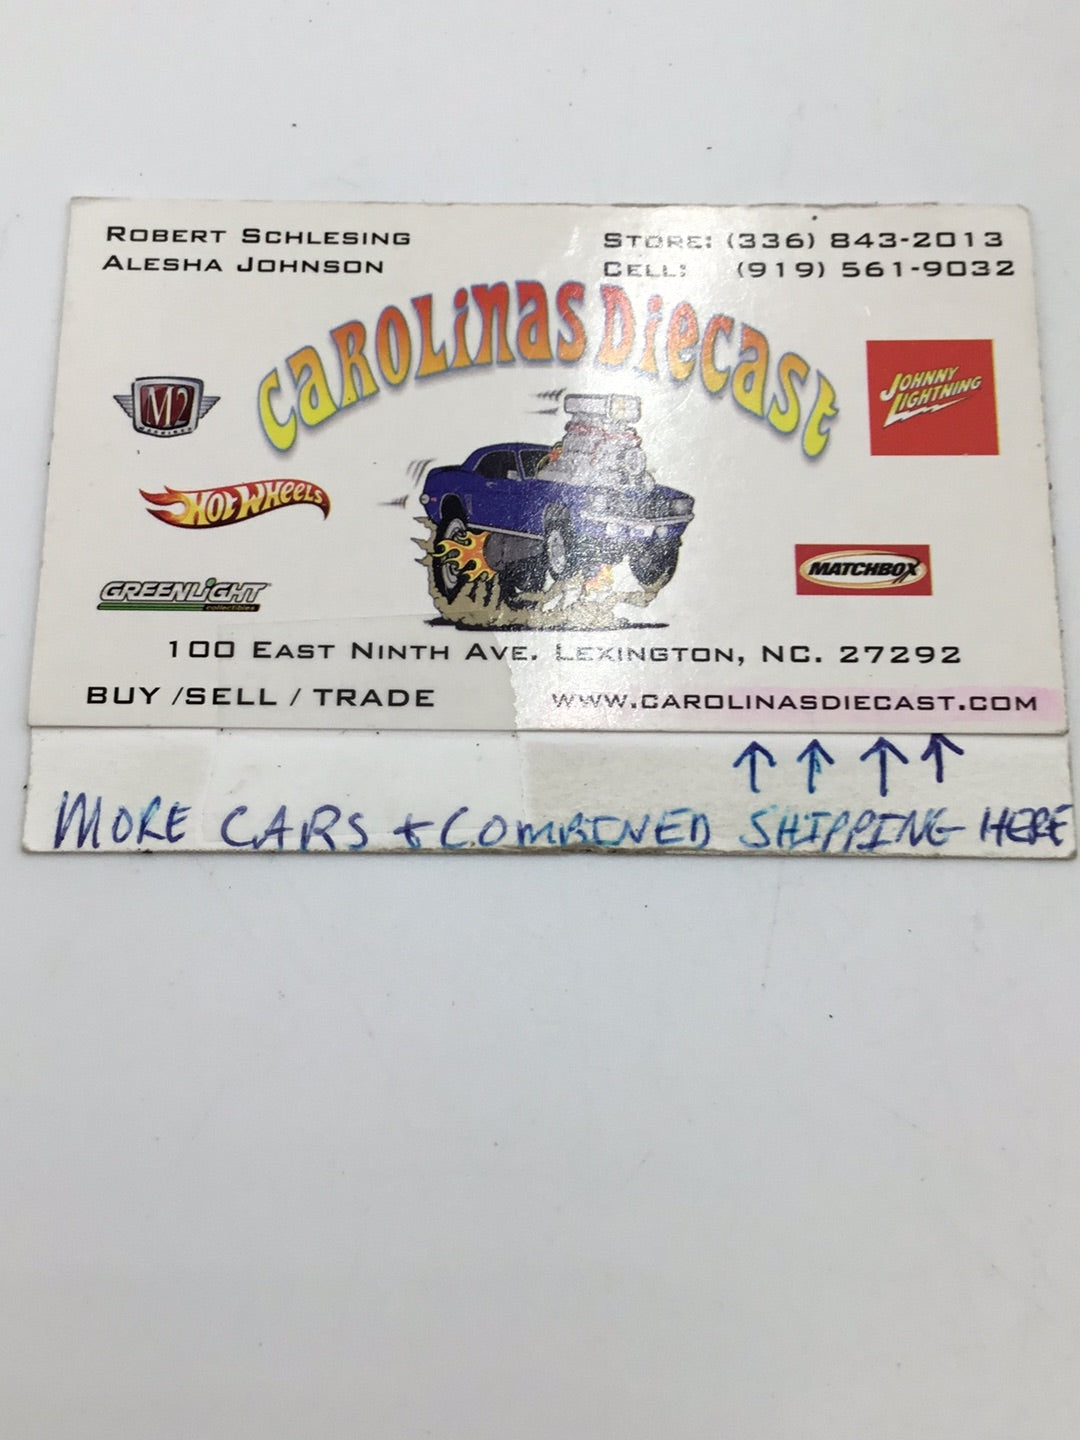 ROBERT SCHLESING
ALESHA JOHNSON
STORE: (336) 843-2013
CELL: (919) 561-9032
CAROLINAS DIECAST
M2
MACHINES
JOHNNY
LIGHTNING
HOT WHEELS
MATCHBOX
GREENLIGHT
collectibles
100 EAST NINTH AVE. LEXINGTON, NC. 27292
BUY /SELL / TRADE
WWW.CAROLINASDIECAST.COM
MORE CARS + COMBINED SHIPPING HERE